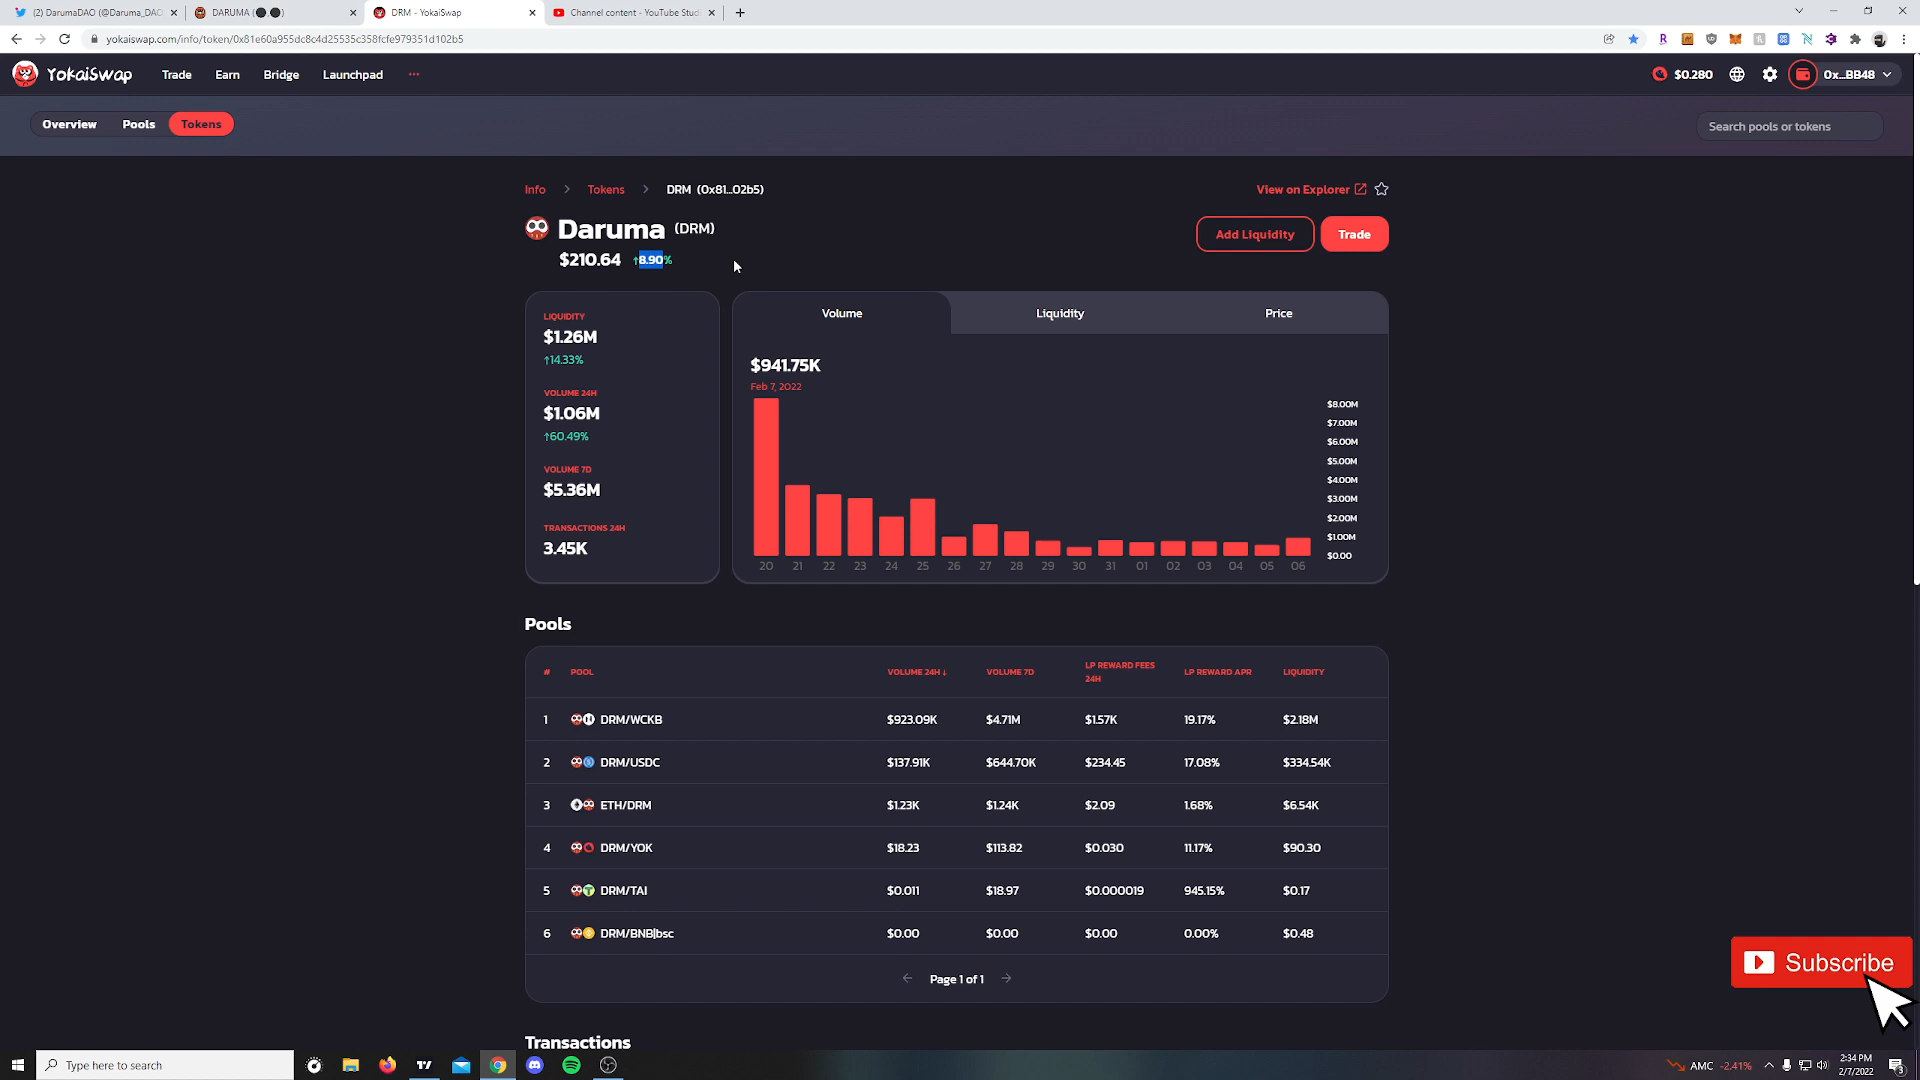 (2) DarumaDAO (@Daruma_DAO
DARUMA (⚫,⚫)
DRM - YokaiSwap
Channel content - YouTube Studi
yokaiswap.com/info/token/0x81e60a955dc8c4d25535c358fcfe979351d102b5
YokaiSwap
Trade
Earn
Bridge
Launchpad
$0.280
0x...BB48
Overview
Pools
Tokens
Search pools or tokens
Info > Tokens > DRM (0x81...02b5)
View on Explorer
Daruma (DRM)
Add Liquidity
Trade
$210.64 ↑8.90%
LIQUIDITY
$1.26M
↑14.33%
VOLUME 24H
$1.06M
↑60.49%
VOLUME 7D
$5.36M
TRANSACTIONS 24H
3.45K
Volume
Liquidity
Price
$941.75K
Feb 7, 2022
$8.00M
$7.00M
$6.00M
$5.00M
$4.00M
$3.00M
$2.00M
$1.00M
$0.00
20 21 22 23 24 25 26 27 28 29 30 31 01 02 03 04 05 06
Pools
# POOL VOLUME 24H ↓ VOLUME 7D LP REWARD FEES 24H LP REWARD APR LIQUIDITY
1 DRM/WCKB $923.09K $4.71M $1.57K 19.17% $2.18M
2 DRM/USDC $137.91K $644.70K $234.45 17.08% $334.54K
3 ETH/DRM $1.23K $1.24K $2.09 1.68% $6.54K
4 DRM/YOK $18.23 $113.82 $0.030 11.17% $90.30
5 DRM/TAI $0.011 $18.97 $0.000019 945.15% $0.17
6 DRM/BNB|bsc $0.00 $0.00 $0.00 0.00% $0.48
← Page 1 of 1 →
Subscribe
Transactions
Type here to search
AMC -2.41%
2:34 PM
2/7/2022
3